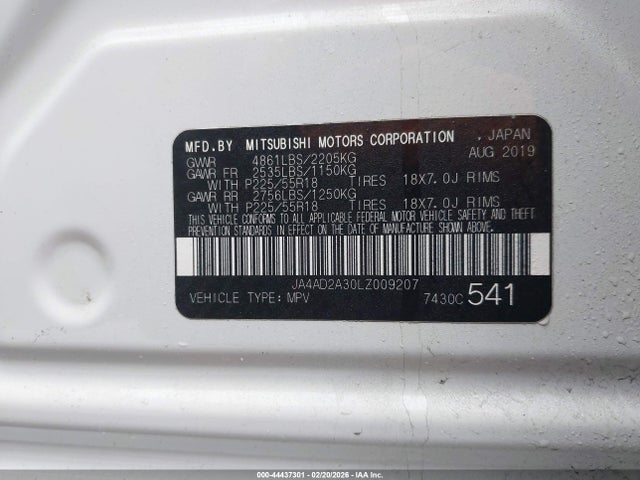 MFD.BY MITSUBISHI MOTORS CORPORATION , JAPAN
GVWR 4861LBS/2205KG AUG 2019
GAWR FR 2535LBS/1150KG
WITH P225/55R18 TIRES 18X7.0J RIMS
GAWR RR 2756LBS/1250KG
WITH P225/55R18 TIRES 18X7.0J RIMS
THIS VEHICLE CONFORMS TO ALL APPLICABLE FEDERAL MOTOR VEHICLE SAFETY AND THEFT
PREVENTION STANDARDS IN EFFECT ON THE DATE OF MANUFACTURE SHOWN ABOVE.
JA4AD2A30LZ009207
VEHICLE TYPE: MPV 7430C 541
000-44437301 - 02/20/2026 - IAAI.COM